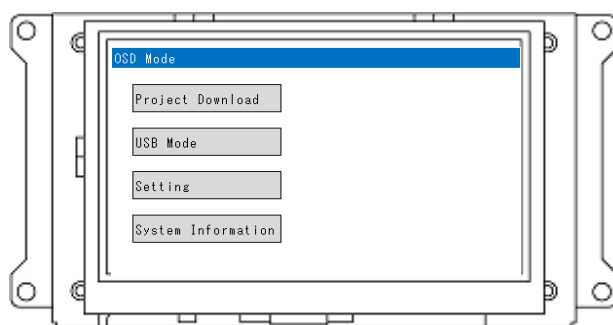 OSD Mode
Project Download
USB Mode
Setting
System Information